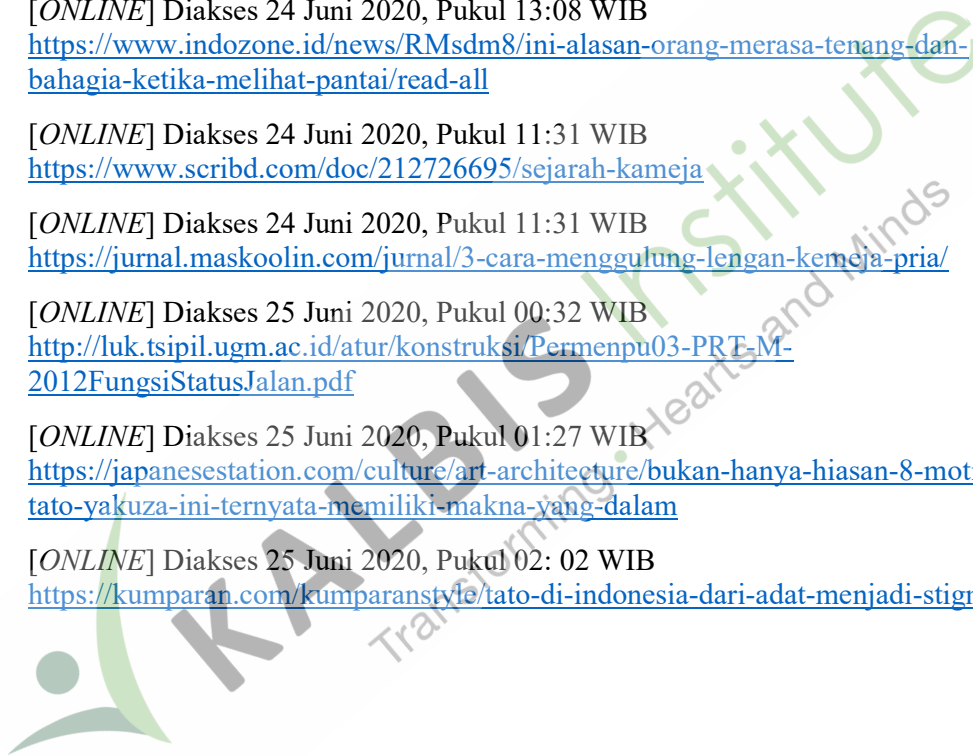 [ONLINE] Diakses 24 Juni 2020, Pukul 13:08 WIB
https://www.indozone.id/news/RMsdm8/ini-alasan-orang-merasa-tenang-dan-
bahagia-ketika-melihat-pantai/read-all
[ONLINE] Diakses 24 Juni 2020, Pukul 11:31 WIB
https://www.scribd.com/doc/212726695/sejarah-kameja
[ONLINE] Diakses 24 Juni 2020, Pukul 11:31 WIB
https://jurnal.maskoolin.com/jurnal/3-cara-menggulung-lengan-kemeja-pria/
[ONLINE] Diakses 25 Juni 2020, Pukul 00:32 WIB
http://luk.tsipil.ugm.ac.id/atur/konstruksi/Permenpu03-PRT-M-
2012FungsiStatusJalan.pdf
[ONLINE] Diakses 25 Juni 2020, Pukul 01:27 WIB
https://japanesestation.com/culture/art-architecture/bukan-hanya-hiasan-8-moti
tato-yakuza-ini-ternyata-memiliki-makna-yang-dalam
[ONLINE] Diakses 25 Juni 2020, Pukul 02: 02 WIB
https://kumparan.com/kumparanstyle/tato-di-indonesia-dari-adat-menjadi-stig
KALBIS Institute
Transforming • Hearts and Minds